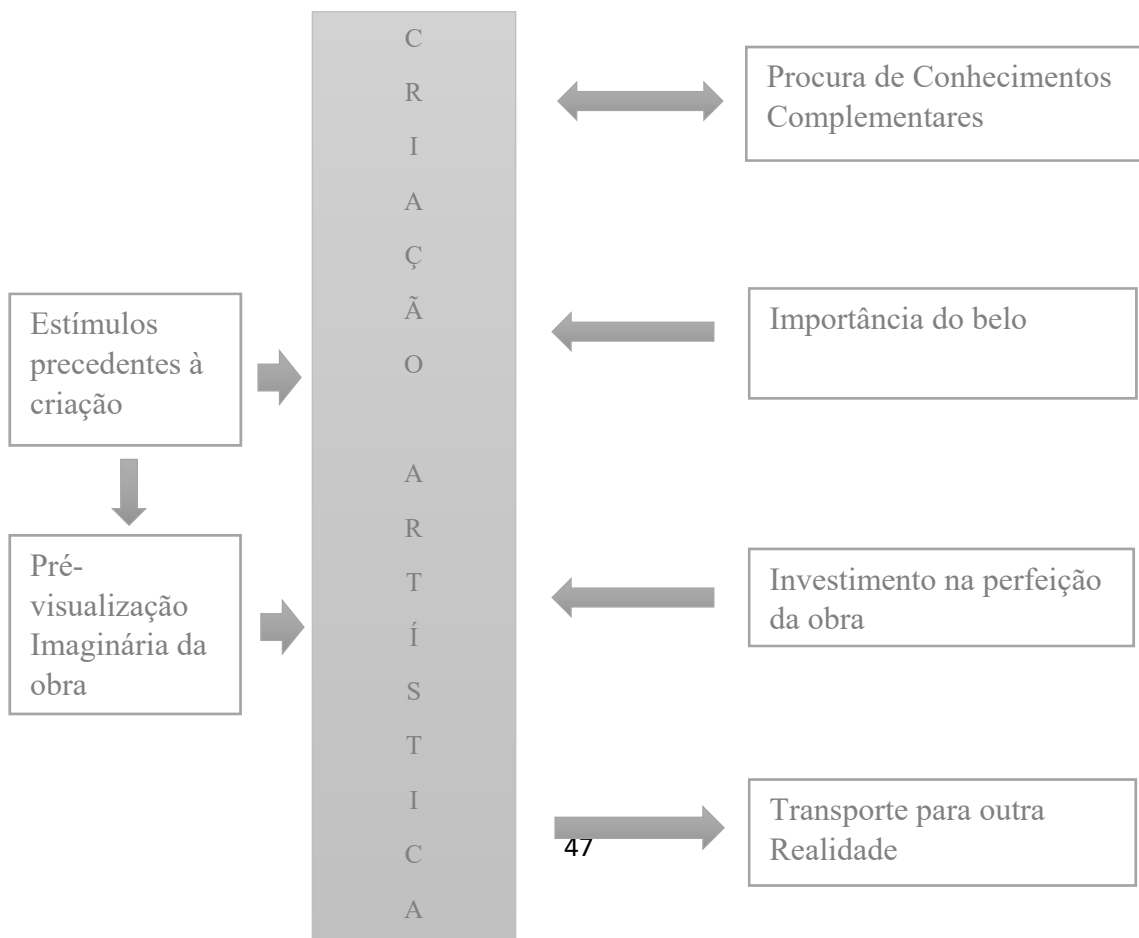 C
R
I
A
Ç
Ã
O
A
R
T
Í
S
T
I
C
A
Estímulos
precedentes à
criação
Pré-
visualização
Imaginária da
obra
Procura de Conhecimentos
Complementares
Importância do belo
Investimento na perfeição
da obra
Transporte para outra
Realidade
47